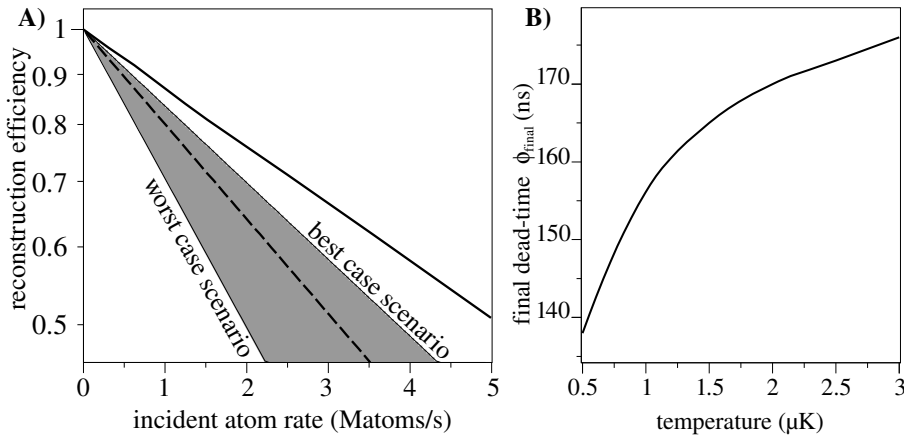 A)
reconstruction efficiency
1
0.9
0.8
0.7
0.6
0.5
worst case scenario
best case scenario
0 1 2 3 4 5
incident atom rate (Matoms/s)
B)
final dead-time ϕfinal (ns)
170
160
150
140
0.5 1 1.5 2 2.5 3
temperature (µK)